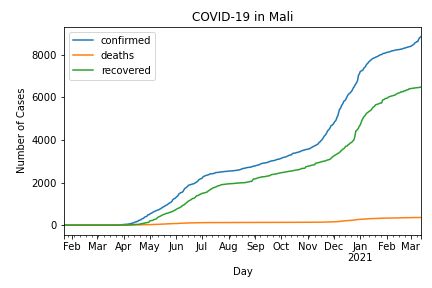 COVID-19 in Mali
confirmed
deaths
recovered
Number of Cases
8000
6000
4000
2000
0
Feb Mar Apr May Jun Jul Aug Sep Oct Nov Dec Jan Feb Mar
2021
Day